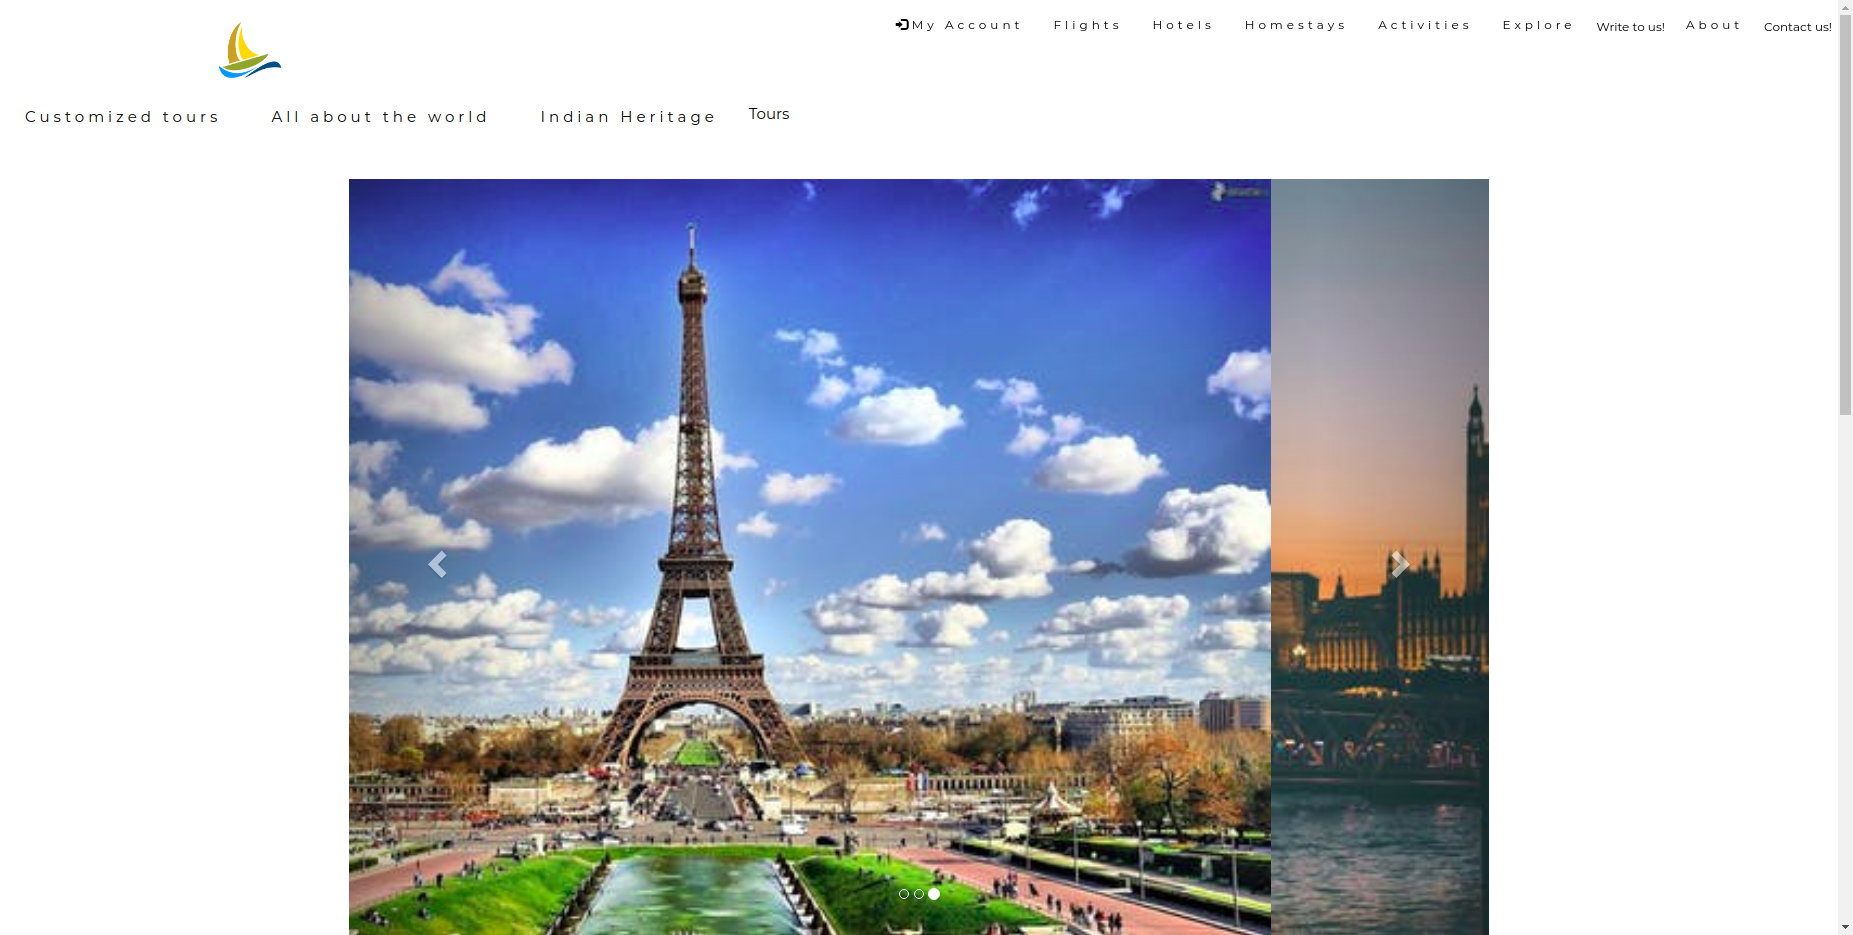 My Account Flights Hotels Homestays Activities Explore Write to us! About Contact us!
Customized tours All about the world Indian Heritage Tours